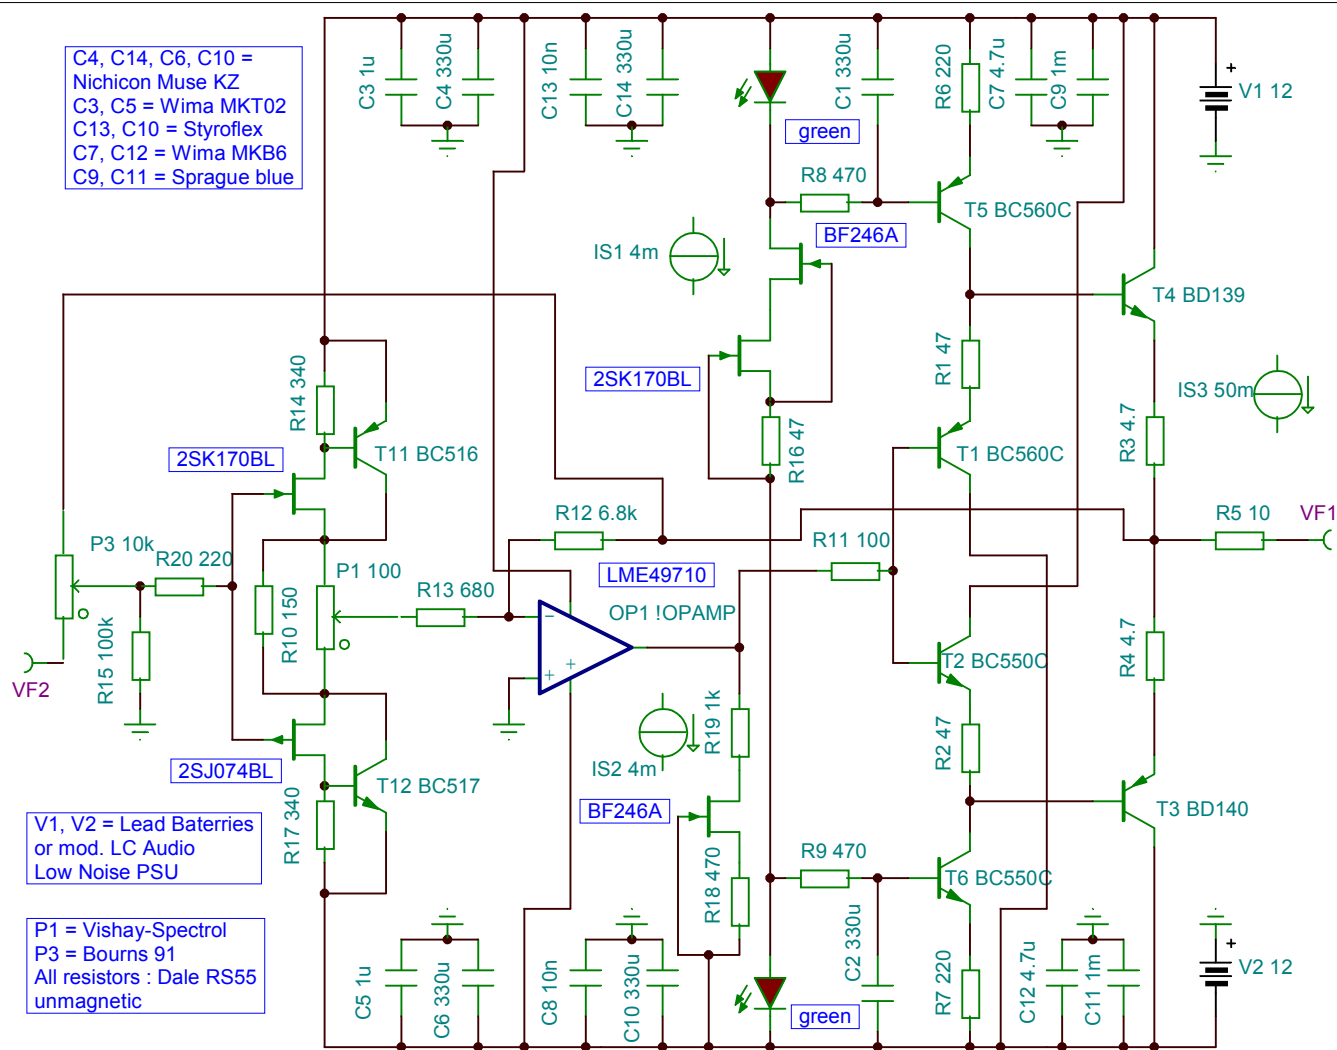 C4, C14, C6, C10 =
Nichicon Muse KZ
C3, C5 = Wima MKT02
C13, C10 = Styroflex
C7, C12 = Wima MKB6
C9, C11 = Sprague blue
C3 1u
C4 330u
C13 10n
C14 330u
green
C1 330u
R6 220
C7 4.7u
C9 1m
+
V1 12
R8 470
T5 BC560C
BF246A
IS1 4m
T4 BD139
2SK170BL
R1 47
IS3 50m
R14 340
T11 BC516
2SK170BL
R16 47
T1 BC560C
R3 4.7
R12 6.8k
R5 10
VF1
P3 10k
R20 220
P1 100
R13 680
LME49710
R11 100
OP1 !OPAMP
R10 150
R15 100k
VF2
−
+
+
T2 BC550C
R4 4.7
2SJ074BL
T12 BC517
R17 340
IS2 4m
R19 1k
R2 47
BF246A
T3 BD140
V1, V2 = Lead Baterries
or mod. LC Audio
Low Noise PSU
R18 470
R9 470
T6 BC550C
P1 = Vishay-Spectrol
P3 = Bourns 91
All resistors : Dale RS55
unmagnetic
C5 1u
C6 330u
C8 10n
C10 330u
green
C2 330u
R7 220
C12 4.7u
C11 1m
+
V2 12